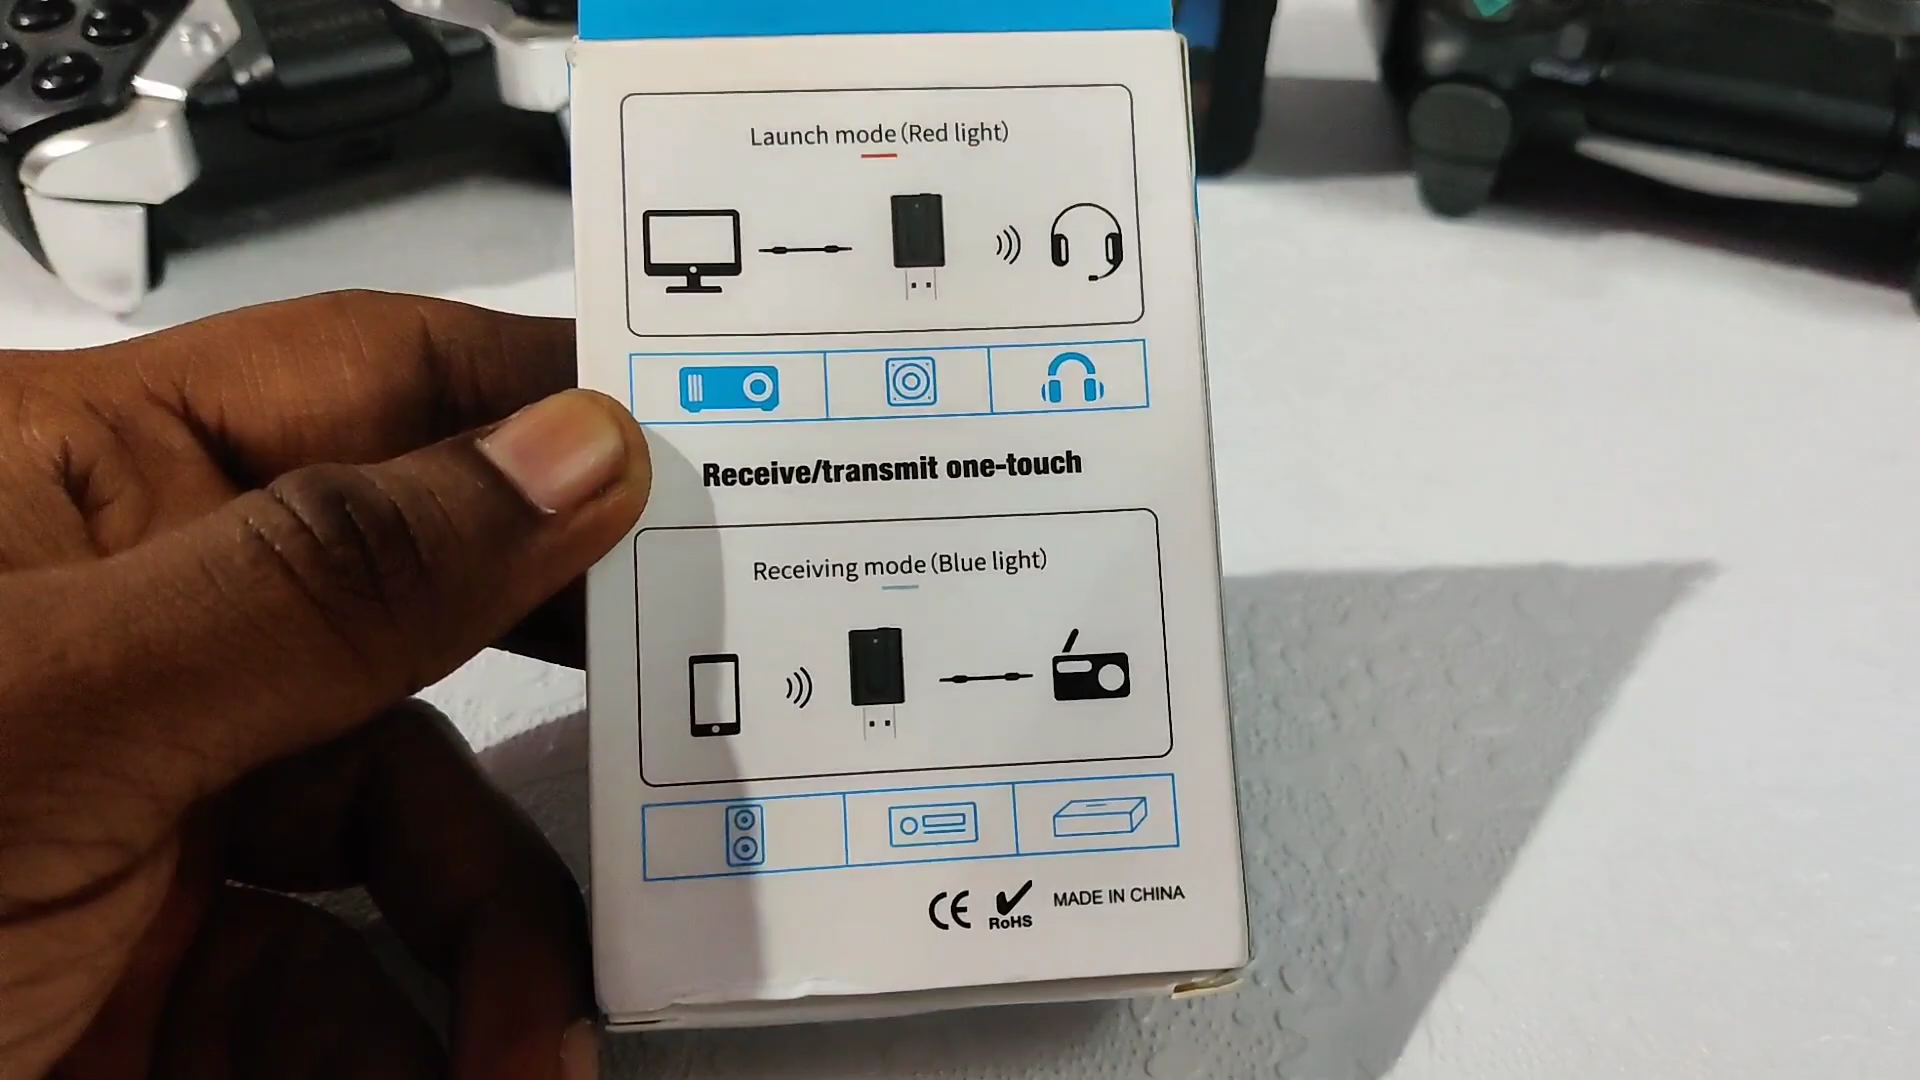 Launch mode(Red light)
Receive/transmit one-touch
Receiving mode(Blue light)
CE RoHS MADE IN CHINA